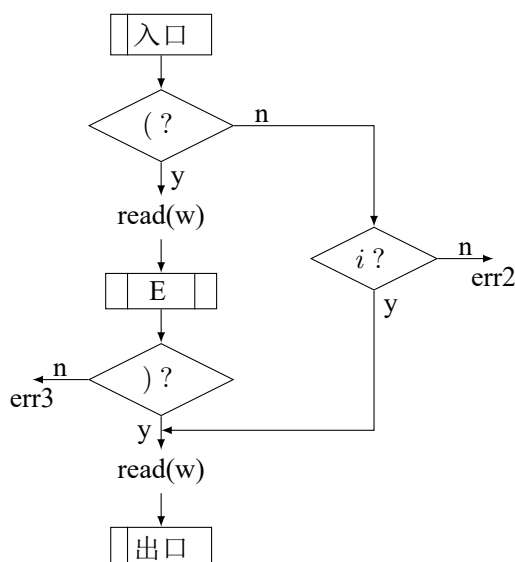 入口
( ?
n
y
read(w)
i ?
n
err2
E
y
) ?
n
err3
y
read(w)
出口